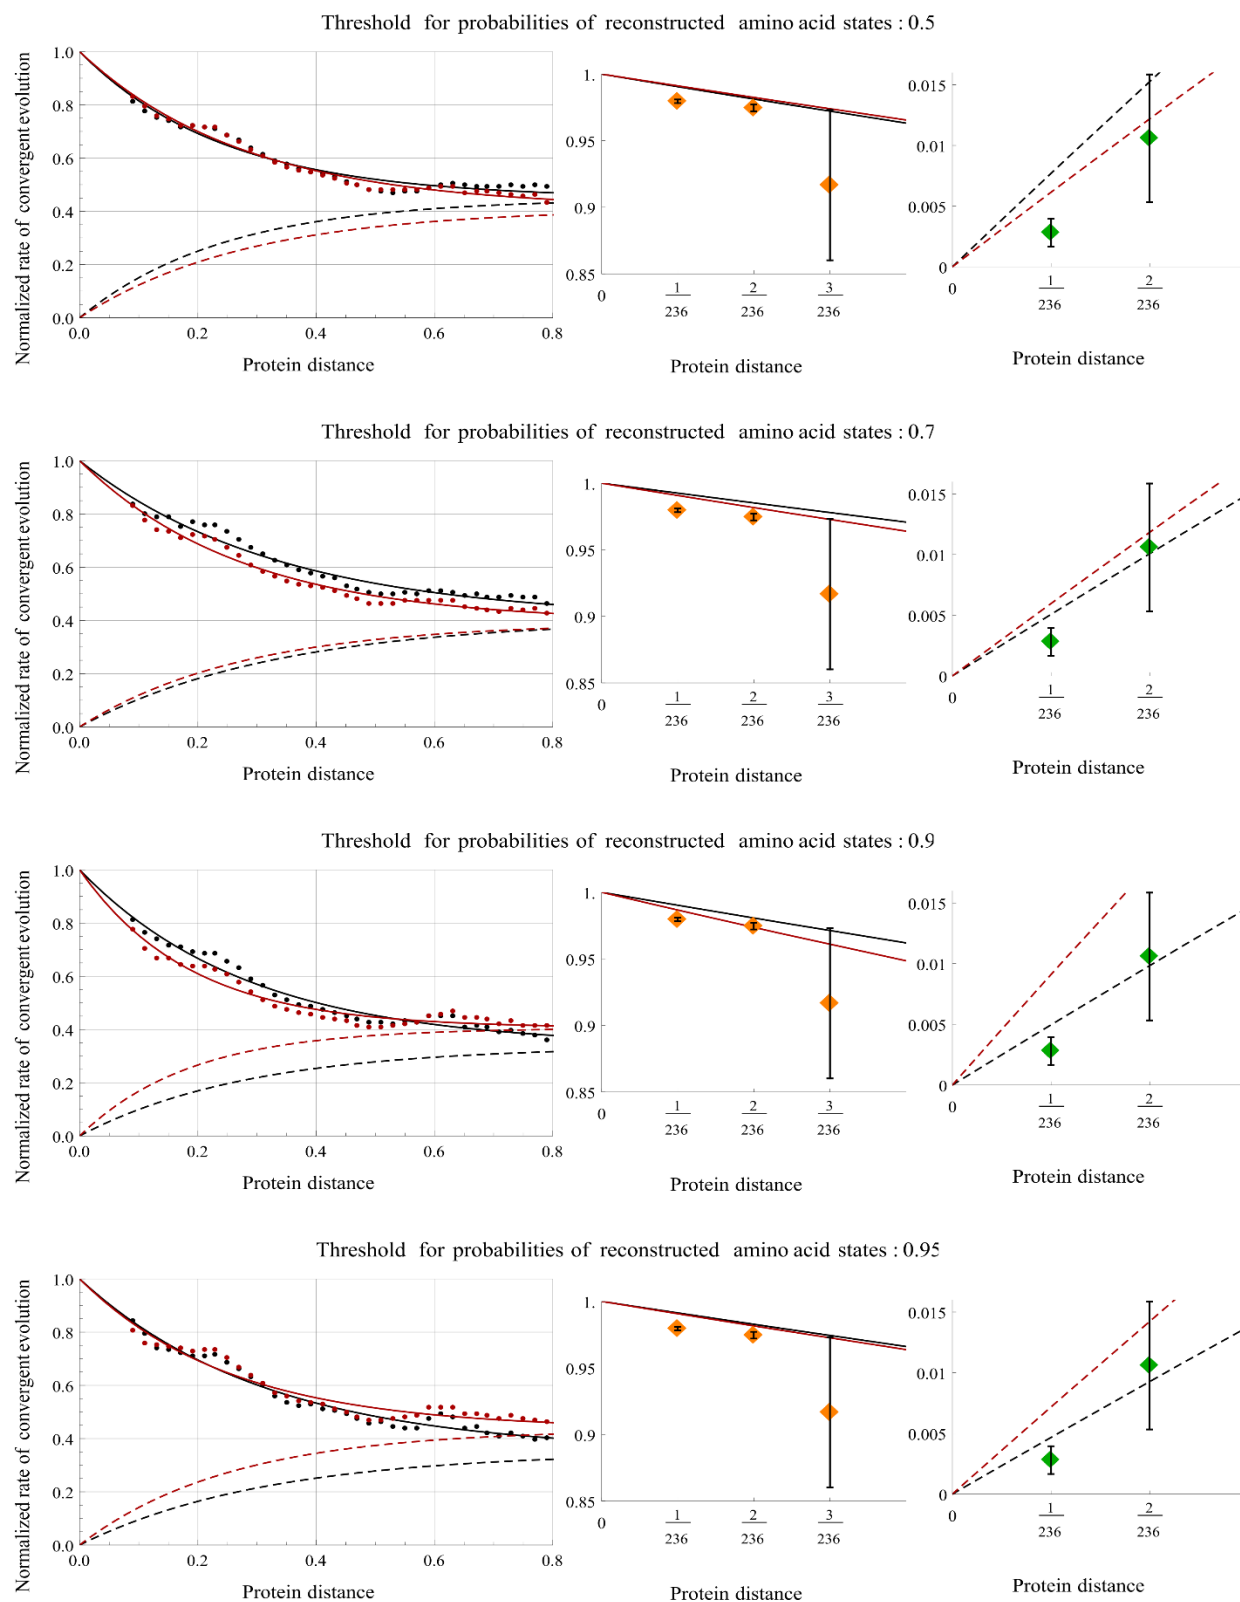 Threshold for probabilities of reconstructed amino acid states : 0.5
Normalized rate of convergent evolution
1.0
0.8
0.6
0.4
0.2
0.0
0.0 0.2 0.4 0.6 0.8
Protein distance
1.
0.95
0.9
0.85
0 1/236 2/236 3/236
Protein distance
0.015
0.01
0.005
0
0 1/236 2/236
Protein distance
Threshold for probabilities of reconstructed amino acid states : 0.7
Normalized rate of convergent evolution
1.0
0.8
0.6
0.4
0.2
0.0
0.0 0.2 0.4 0.6 0.8
Protein distance
1.
0.95
0.9
0.85
0 1/236 2/236 3/236
Protein distance
0.015
0.01
0.005
0
0 1/236 2/236
Protein distance
Threshold for probabilities of reconstructed amino acid states : 0.9
Normalized rate of convergent evolution
1.0
0.8
0.6
0.4
0.2
0.0
0.0 0.2 0.4 0.6 0.8
Protein distance
1.
0.95
0.9
0.85
0 1/236 2/236 3/236
Protein distance
0.015
0.01
0.005
0
0 1/236 2/236
Protein distance
Threshold for probabilities of reconstructed amino acid states : 0.95
Normalized rate of convergent evolution
1.0
0.8
0.6
0.4
0.2
0.0
0.0 0.2 0.4 0.6 0.8
Protein distance
1.
0.95
0.9
0.85
0 1/236 2/236 3/236
Protein distance
0.015
0.01
0.005
0
0 1/236 2/236
Protein distance